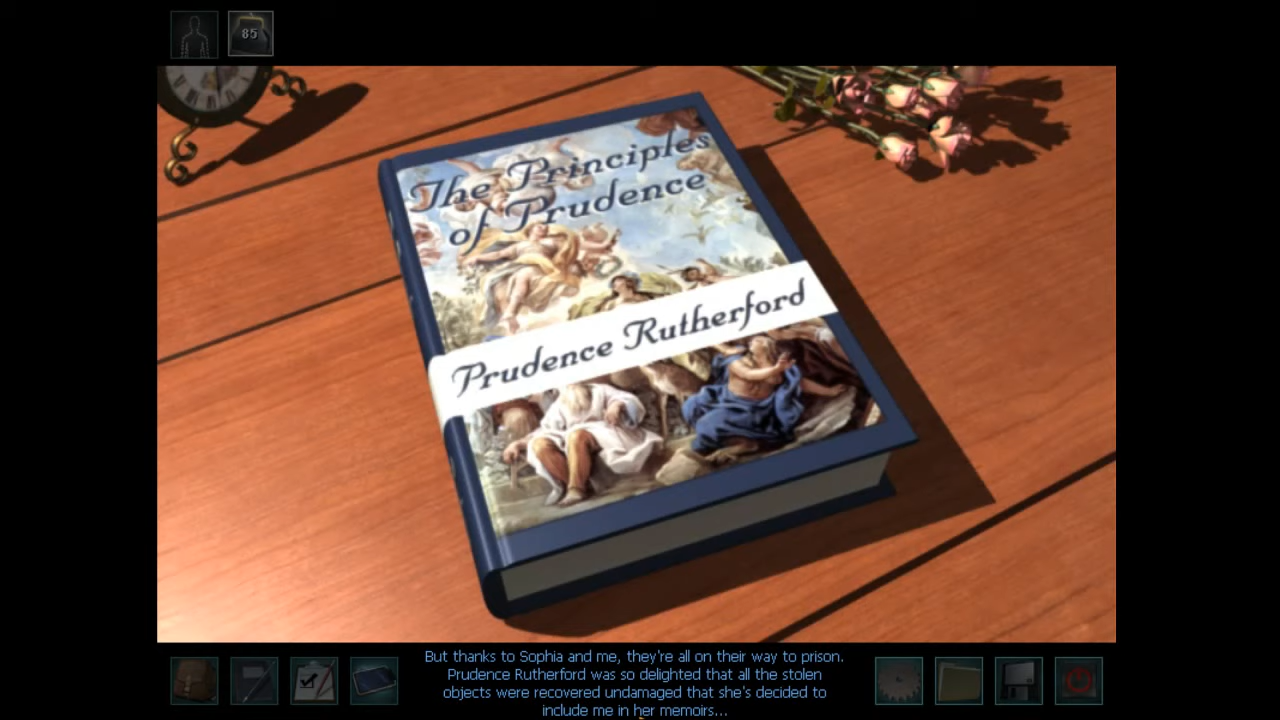 85
The Principles
of Prudence
Prudence Rutherford
But thanks to Sophia and me, they're all on their way to prison.
Prudence Rutherford was so delighted that all the stolen
objects were recovered undamaged that she's decided to
include me in her memoirs...